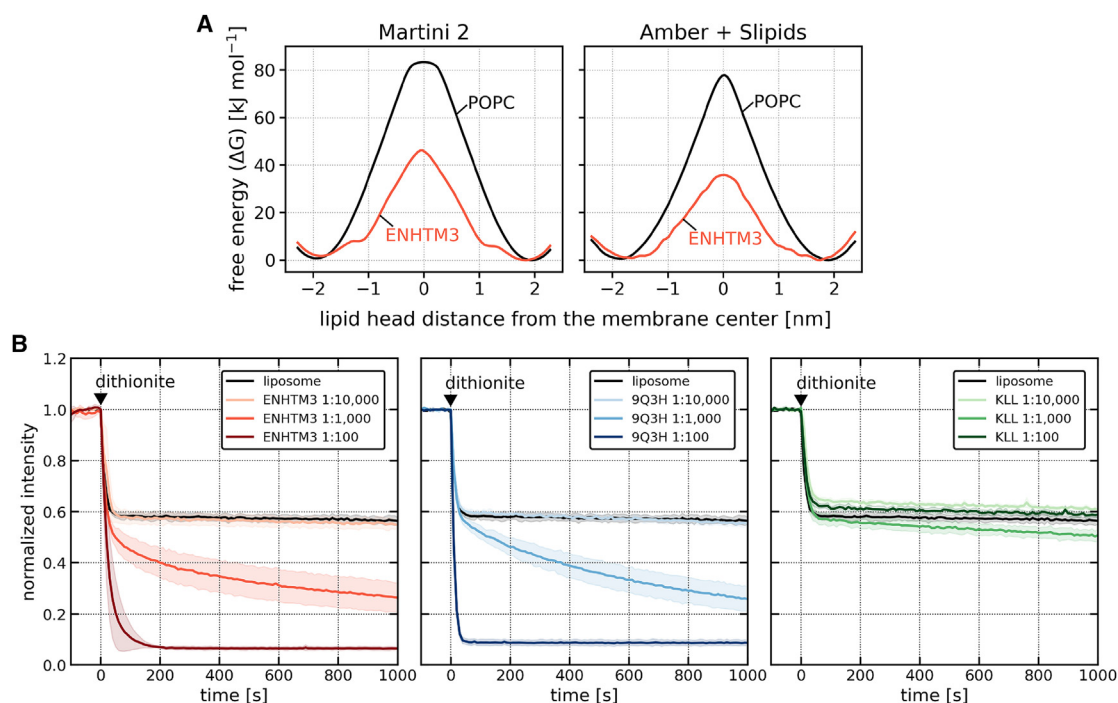 A
Martini 2
Amber + Slipids
free energy (ΔG) [kJ mol⁻¹]
80
60
40
20
0
POPC
ENHTM3
POPC
ENHTM3
−2 −1 0 1 2
−2 −1 0 1 2
lipid head distance from the membrane center [nm]
B
normalized intensity
1.2
1.0
0.8
0.6
0.4
0.2
0.0
dithionite
liposome
ENHTM3 1:10,000
ENHTM3 1:1,000
ENHTM3 1:100
dithionite
liposome
9Q3H 1:10,000
9Q3H 1:1,000
9Q3H 1:100
dithionite
liposome
KLL 1:10,000
KLL 1:1,000
KLL 1:100
0 200 400 600 800 1000
0 200 400 600 800 1000
0 200 400 600 800 1000
time [s]
time [s]
time [s]